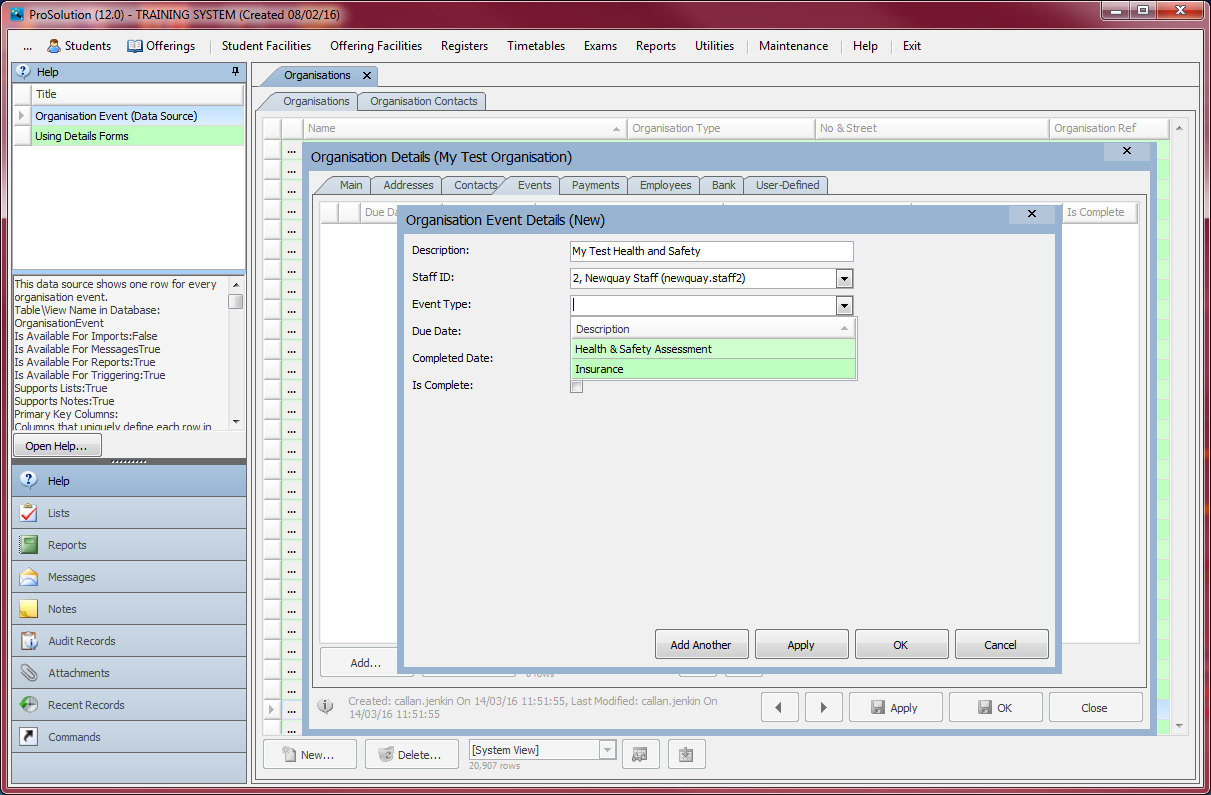 ProSolution (12.0) - TRAINING SYSTEM (Created 08/02/16)
... Students Offerings Student Facilities Offering Facilities Registers Timetables Exams Reports Utilities Maintenance Help Exit
Help
Title
Organisation Event (Data Source)
Using Details Forms
This data source shows one row for every
organisation event.
Table\View Name in Database:
OrganisationEvent
Is Available For Imports:False
Is Available For MessagesTrue
Is Available For Reports:True
Is Available For Triggering:True
Supports Lists:True
Supports Notes:True
Primary Key Columns:
Columns that uniquely define each row in
Open Help...
Help
Lists
Reports
Messages
Notes
Audit Records
Attachments
Recent Records
Commands
Organisations
Organisations Organisation Contacts
Name Organisation Type No & Street Organisation Ref
Organisation Details (My Test Organisation)
Main Addresses Contacts Events Payments Employees Bank User-Defined
Due Da Is Complete
Organisation Event Details (New)
Description: My Test Health and Safety
Staff ID: 2, Newquay Staff (newquay.staff2)
Event Type:
Due Date:
Description
Health & Safety Assessment
Completed Date:
Insurance
Is Complete:
Add Another Apply OK Cancel
Add...
0 rows
Created: callan.jenkin On 14/03/16 11:51:55, Last Modified: callan.jenkin On
14/03/16 11:51:55
Apply OK Close
New... Delete... [System View]
20,907 rows